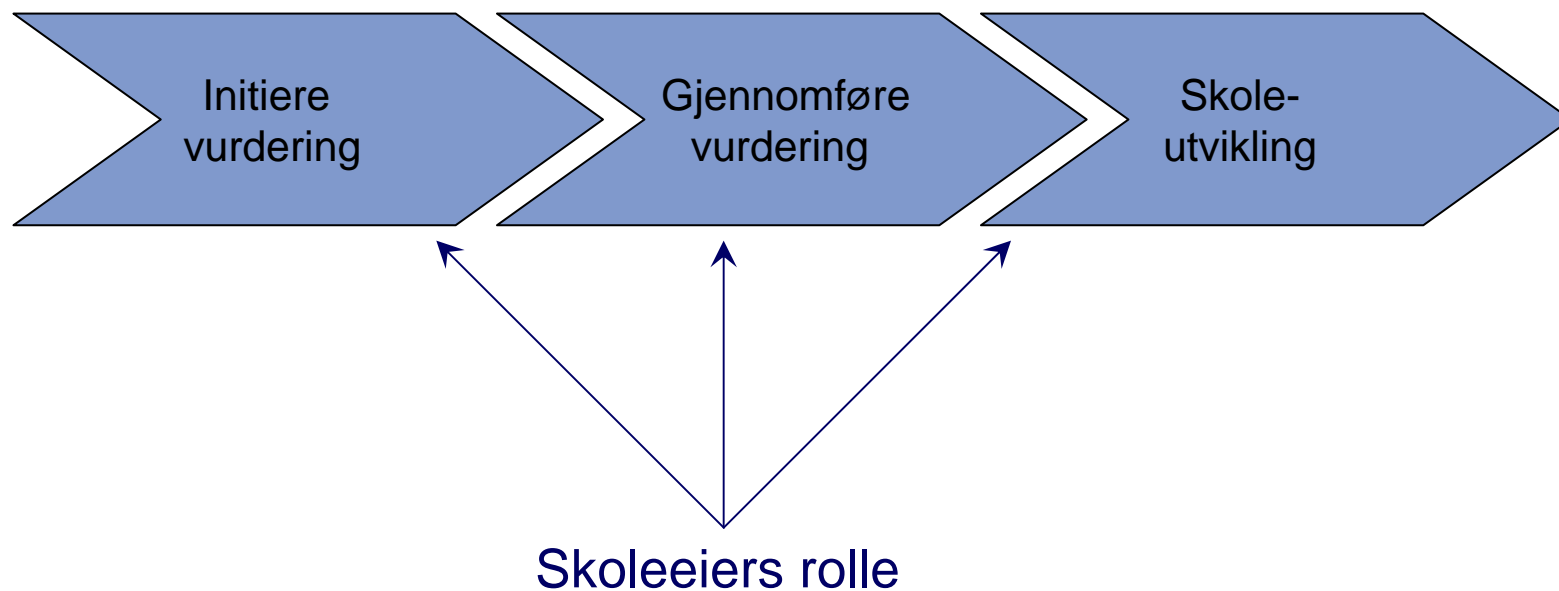 Initiere
vurdering
Gjennomføre
vurdering
Skole-
utvikling
Skoleeiers rolle